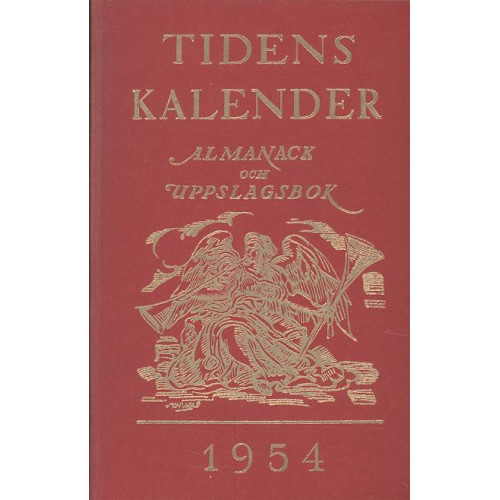 TIDENS
KALENDER
ALMANACK
OCH
UPPSLAGSBOK
1954